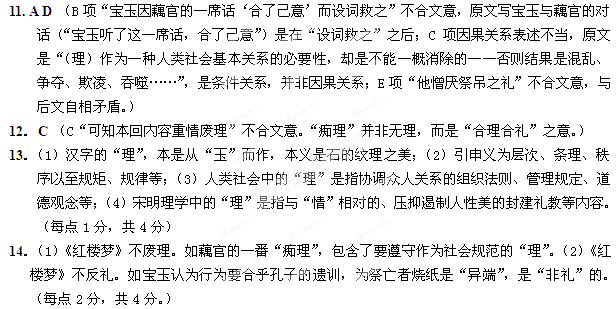 11. A D （B 项“宝玉因藕官的一席话‘合了己意’而设词救之”不合文意，原文写宝玉与藕官的对
话（“宝玉听了这一席话，合了己意”）是在“设词救之”之后；C 项因果关系表述不当，原文
是“（理）作为一种人类社会基本关系的必要性，却是不能一概消除的——否则结果是混乱、
争夺、欺凌、吞噬……”，是条件关系，并非因果关系；E 项“他憎厌祭吊之礼”不合文意，与
后文自相矛盾。）
12. C （C“可知本回内容重情废理”不合文意。“痴理”并非无理，而是“合理合礼”之意。）
13. （1）汉字的“理”，本是从“玉”而作，本义是石的纹理之美；（2）引申义为层次、条理、秩
序以至规矩、规律等；（3）人类社会中的“理”是指协调众人关系的组织法则、管理规定、道
德观念等；（4）宋明理学中的“理”是指与“情”相对的、压抑遏制人性美的封建礼教等内容。
（每点 1 分，共 4 分）
14. （1）《红楼梦》不废理。如藕官的一番“痴理”，包含了要遵守作为社会规范的“理”。（2）《红
楼梦》不反礼。如宝玉认为行为要合乎孔子的遗训，为祭亡者烧纸是“异端”，是“非礼”的。
（每点 2 分，共 4 分。）